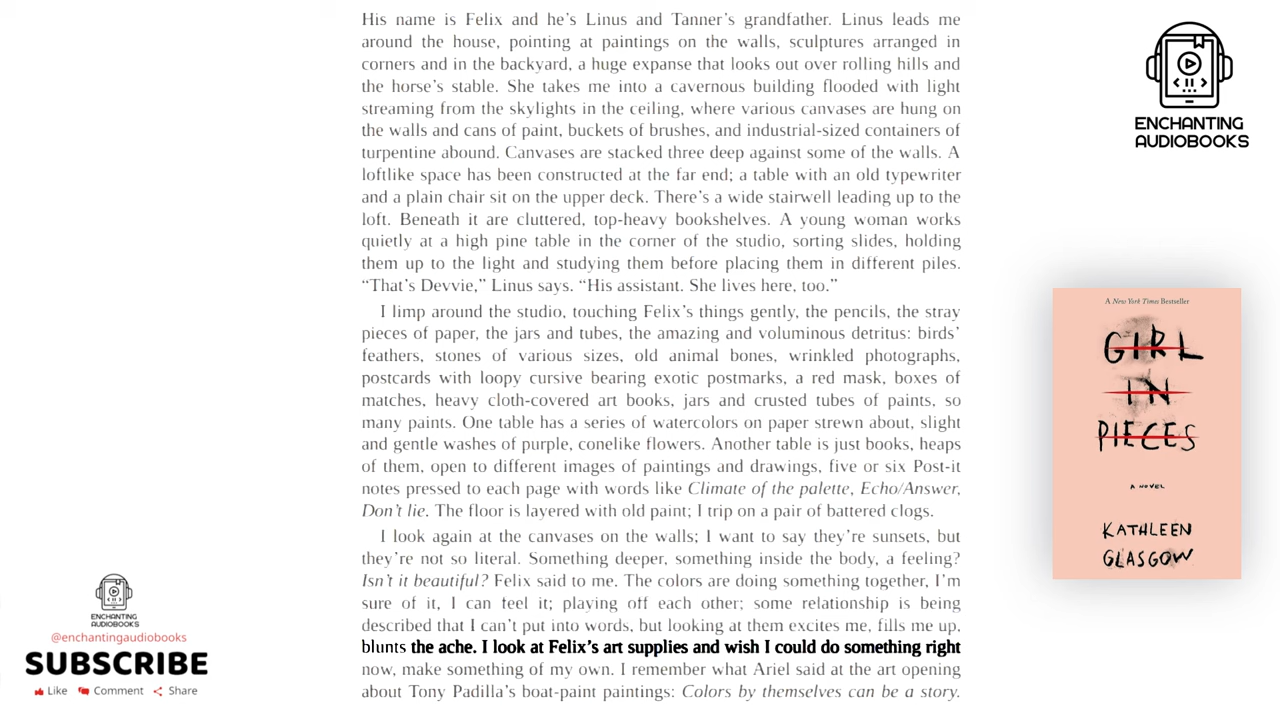 His name is Felix and he's Linus and Tanner's grandfather. Linus leads me
around the house, pointing at paintings on the walls, sculptures arranged in
corners and in the backyard, a huge expanse that looks out over rolling hills and
the horse's stable. She takes me into a cavernous building flooded with light
streaming from the skylights in the ceiling, where various canvases are hung on
the walls and cans of paint, buckets of brushes, and industrial-sized containers of
turpentine abound. Canvases are stacked three deep against some of the walls. A
loftlike space has been constructed at the far end; a table with an old typewriter
and a plain chair sit on the upper deck. There's a wide stairwell leading up to the
loft. Beneath it are cluttered, top-heavy bookshelves. A young woman works
quietly at a high pine table in the corner of the studio, sorting slides, holding
them up to the light and studying them before placing them in different piles.
“That's Devvie,” Linus says. “His assistant. She lives here, too.”
I limp around the studio, touching Felix's things gently, the pencils, the stray
pieces of paper, the jars and tubes, the amazing and voluminous detritus: birds'
feathers, stones of various sizes, old animal bones, wrinkled photographs,
postcards with loopy cursive bearing exotic postmarks, a red mask, boxes of
matches, heavy cloth-covered art books, jars and crusted tubes of paints, so
many paints. One table has a series of watercolors on paper strewn about, slight
and gentle washes of purple, conelike flowers. Another table is just books, heaps
of them, open to different images of paintings and drawings, five or six Post-it
notes pressed to each page with words like Climate of the palette, Echo/Answer,
Don't lie. The floor is layered with old paint; I trip on a pair of battered clogs.
I look again at the canvases on the walls; I want to say they're sunsets, but
they're not so literal. Something deeper, something inside the body, a feeling?
Isn't it beautiful? Felix said to me. The colors are doing something together, I'm
sure of it, I can feel it; playing off each other; some relationship is being
described that I can't put into words, but looking at them excites me, fills me up,
blunts the ache. I look at Felix's art supplies and wish I could do something right
now, make something of my own. I remember what Ariel said at the art opening
about Tony Padilla's boat-paint paintings: Colors by themselves can be a story.
ENCHANTING
AUDIOBOOKS
A New York Times Bestseller
GIRL
IN
PIECES
A NOVEL
KATHLEEN
GLASGOW
ENCHANTING
AUDIOBOOKS
@enchantingaudiobooks
SUBSCRIBE
Like Comment Share